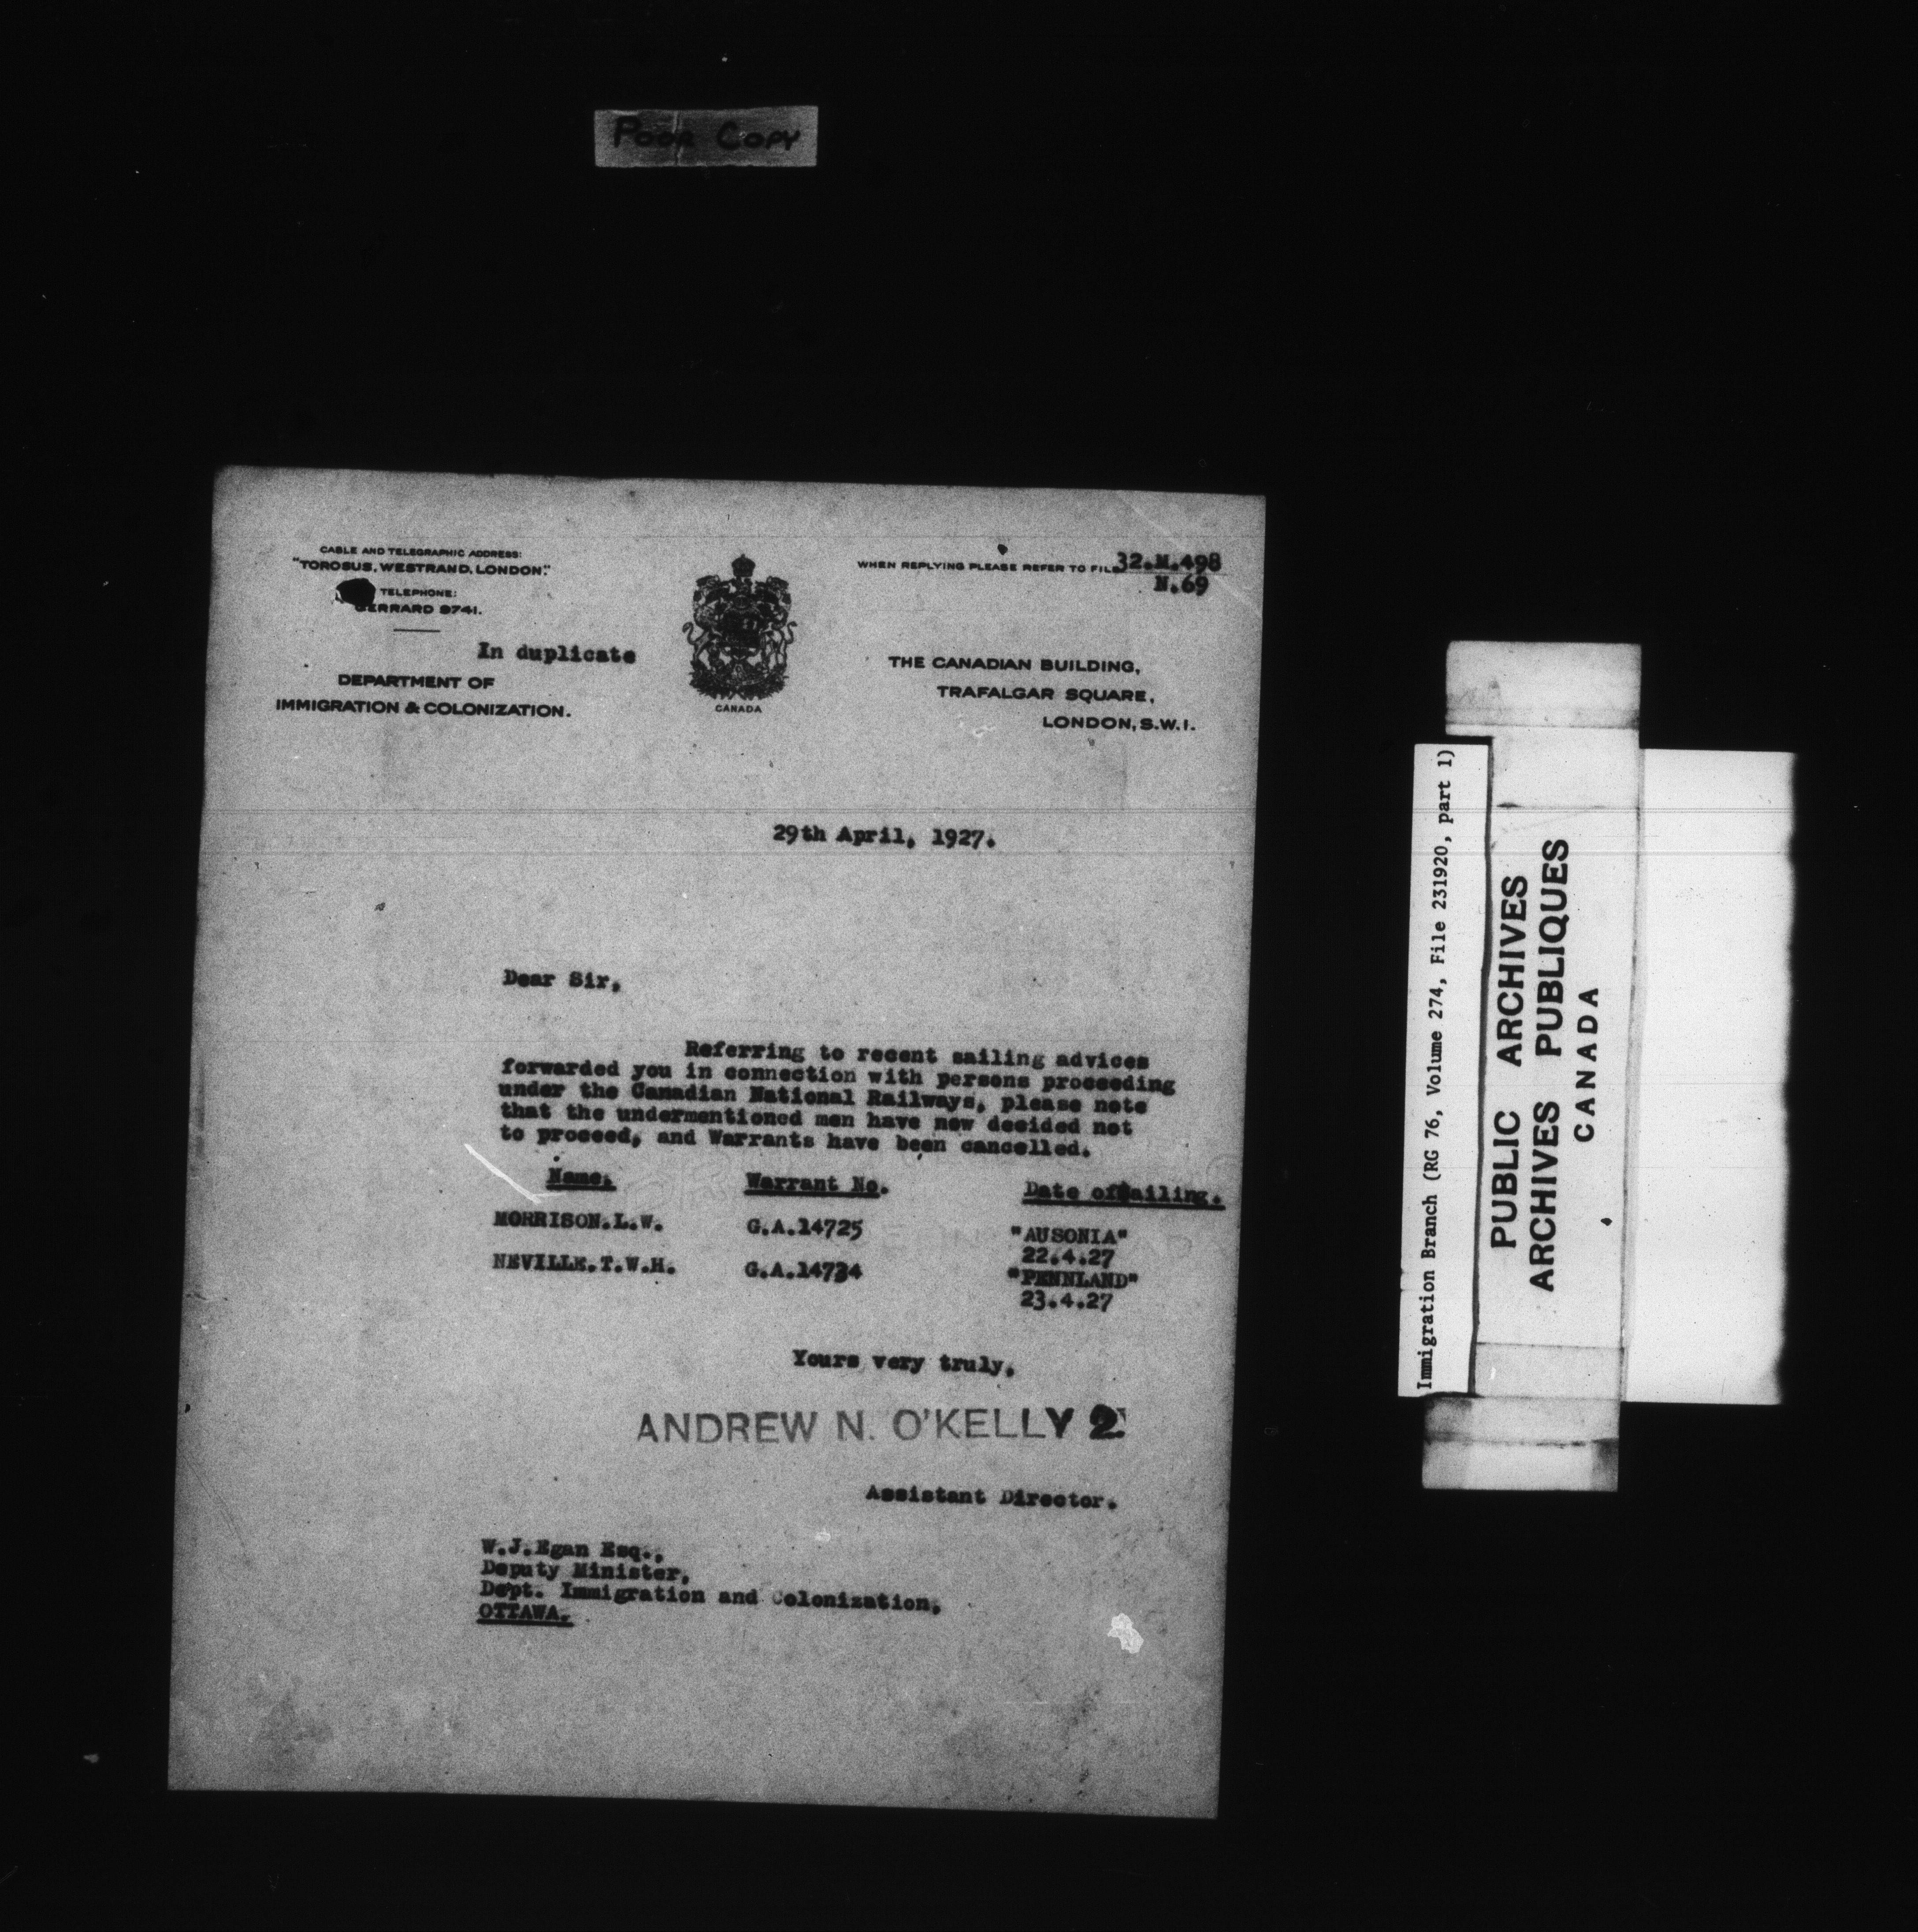 Poor Copy
CABLE AND TELEGRAPHIC ADDRESS:
"TOROSUS, WESTRAND, LONDON."
TELEPHONE:
GERRARD 9741.
In duplicate
DEPARTMENT OF
IMMIGRATION & COLONIZATION.
CANADA
WHEN REPLYING PLEASE REFER TO FILE 32.M.498
N.69
THE CANADIAN BUILDING,
TRAFALGAR SQUARE,
LONDON, S.W.1.
29th April, 1927.
Dear Sir,
Referring to recent sailing advices
forwarded you in connection with persons proceeding
under the Canadian National Railways, please note
that the undermentioned men have now decided not
to proceed, and Warrants have been cancelled.
Name. Warrant No. Date of Sailing.
MORRISON.L.W. G.A.14725 "AUSONIA"
22.4.27
NEVILLE.T.W.H. G.A.14734 "PENNLAND"
23.4.27
Yours very truly,
ANDREW N. O'KELLY 2
Assistant Director.
W.J.Egan Esq.,
Deputy Minister,
Dept. Immigration and Colonization,
OTTAWA.
Immigration Branch (RG 76, Volume 274, File 231920, part 1)
PUBLIC ARCHIVES
ARCHIVES PUBLIQUES
CANADA